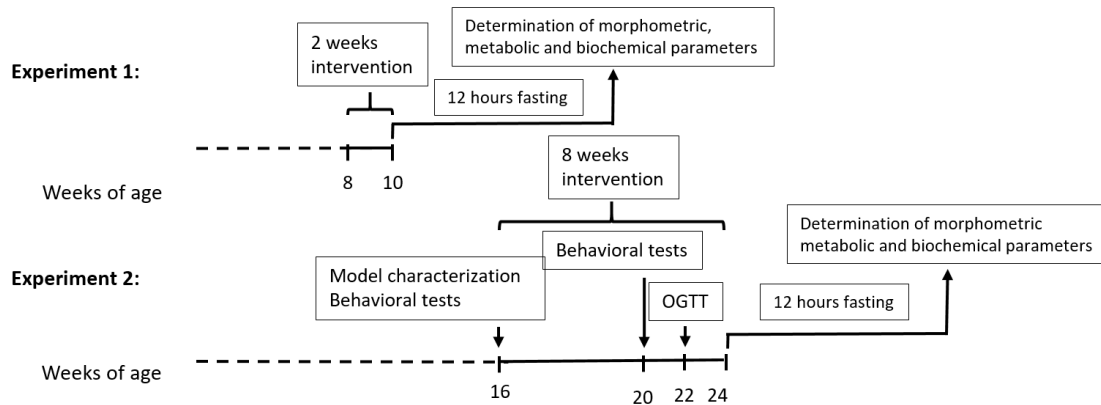 Determination of morphometric,
metabolic and biochemical parameters
2 weeks
intervention
Experiment 1:
12 hours fasting
8 10
Weeks of age
8 weeks
intervention
Determination of morphometric
metabolic and biochemical parameters
Behavioral tests
Experiment 2:
Model characterization
Behavioral tests
OGTT
12 hours fasting
Weeks of age
16 20 22 24